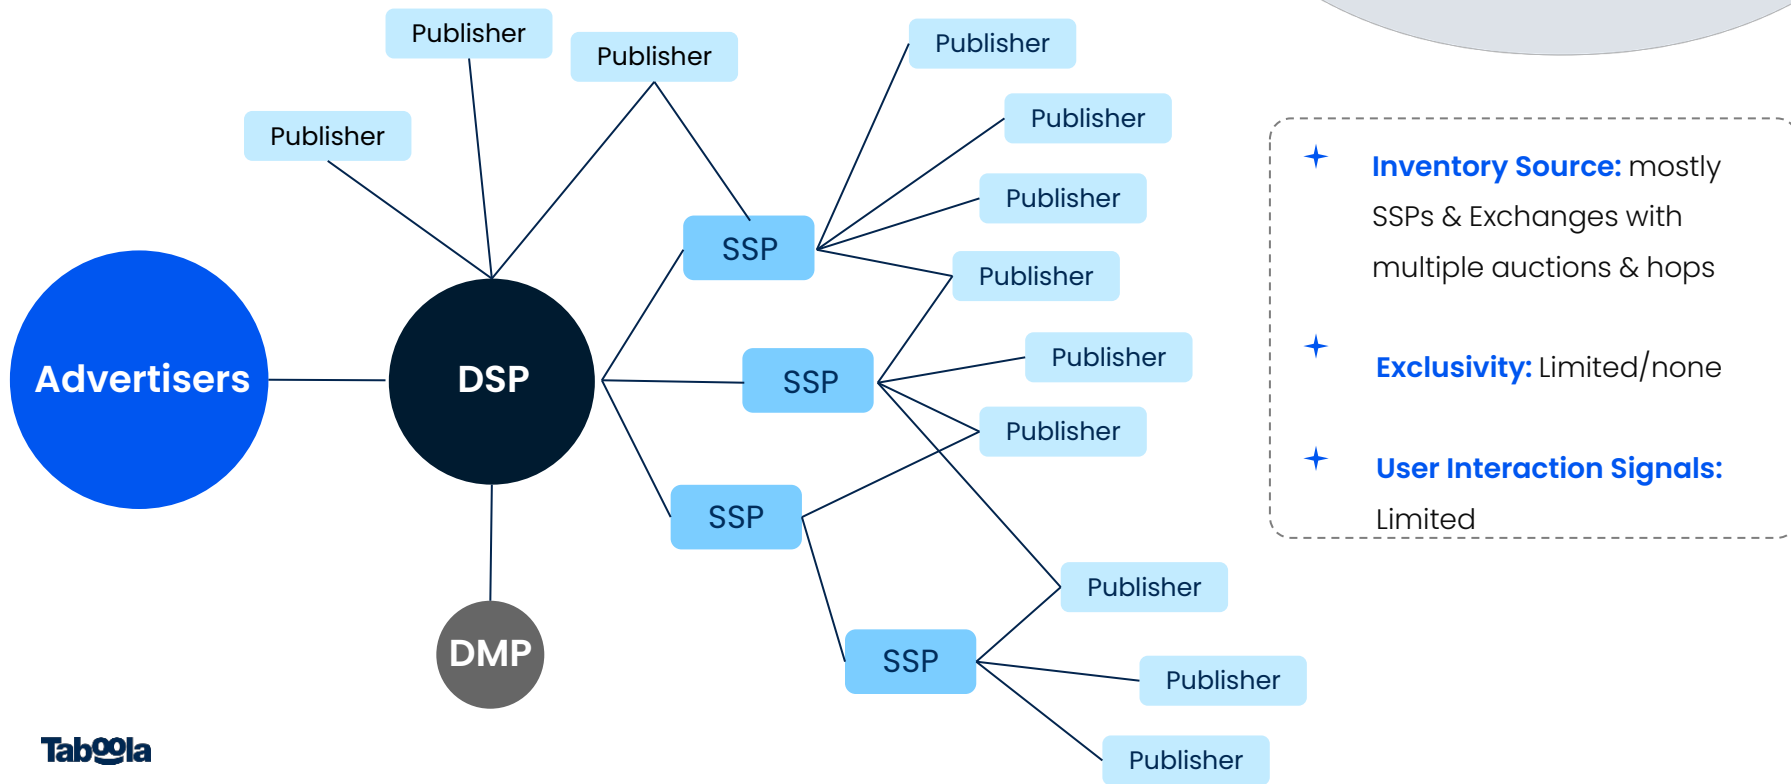 Publisher
Publisher
Publisher
Publisher
Publisher
Publisher
Publisher
Publisher
Publisher
Publisher
Publisher
Publisher
SSP
SSP
SSP
SSP
Advertisers
DSP
DMP
Inventory Source: mostly
SSPs & Exchanges with
multiple auctions & hops
Exclusivity: Limited/none
User Interaction Signals:
Limited
Taboola